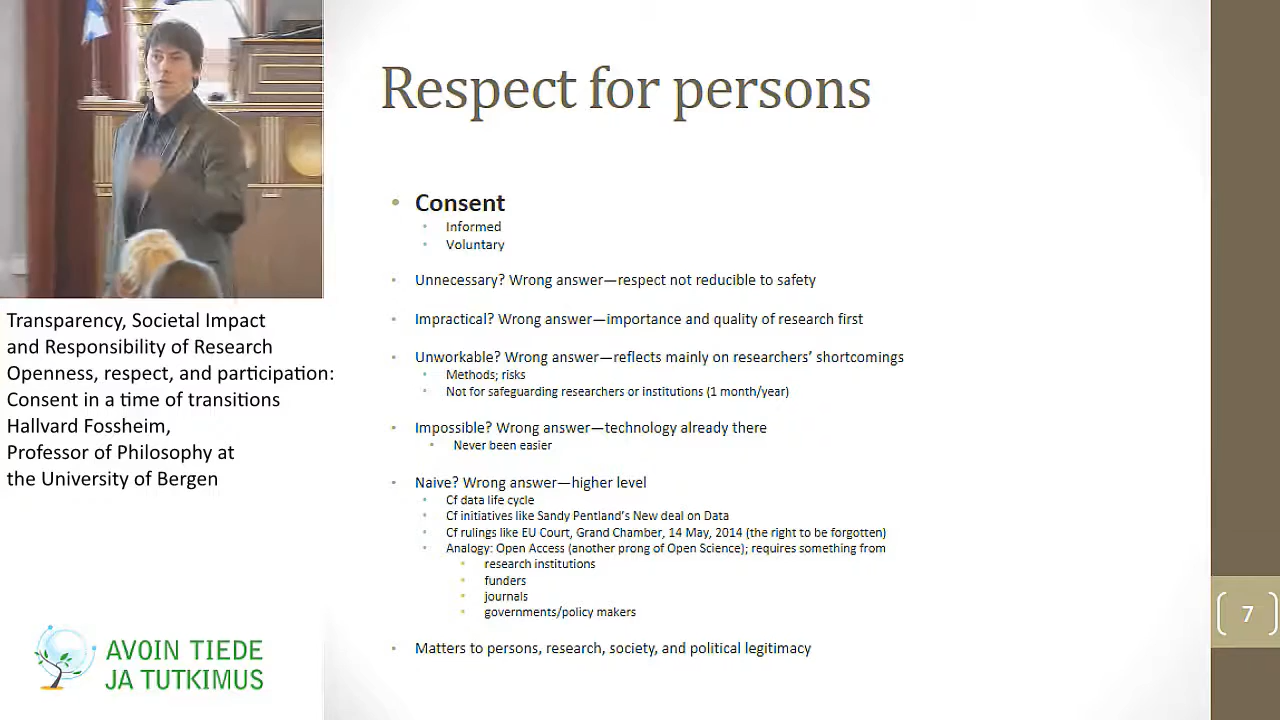 Respect for persons
Consent
Informed
Voluntary
Unnecessary? Wrong answer—respect not reducible to safety
Impractical? Wrong answer—importance and quality of research first
Unworkable? Wrong answer—reflects mainly on researchers’ shortcomings
Methods; risks
Not for safeguarding researchers or institutions (1 month/year)
Impossible? Wrong answer—technology already there
Never been easier
Naive? Wrong answer—higher level
Cf data life cycle
Cf initiatives like Sandy Pentland’s New deal on Data
Cf rulings like EU Court, Grand Chamber, 14 May, 2014 (the right to be forgotten)
Analogy: Open Access (another prong of Open Science); requires something from
research institutions
funders
journals
governments/policy makers
Matters to persons, research, society, and political legitimacy
7
Transparency, Societal Impact
and Responsibility of Research
Openness, respect, and participation:
Consent in a time of transitions
Hallvard Fossheim,
Professor of Philosophy at
the University of Bergen
AVOIN TIEDE
JA TUTKIMUS